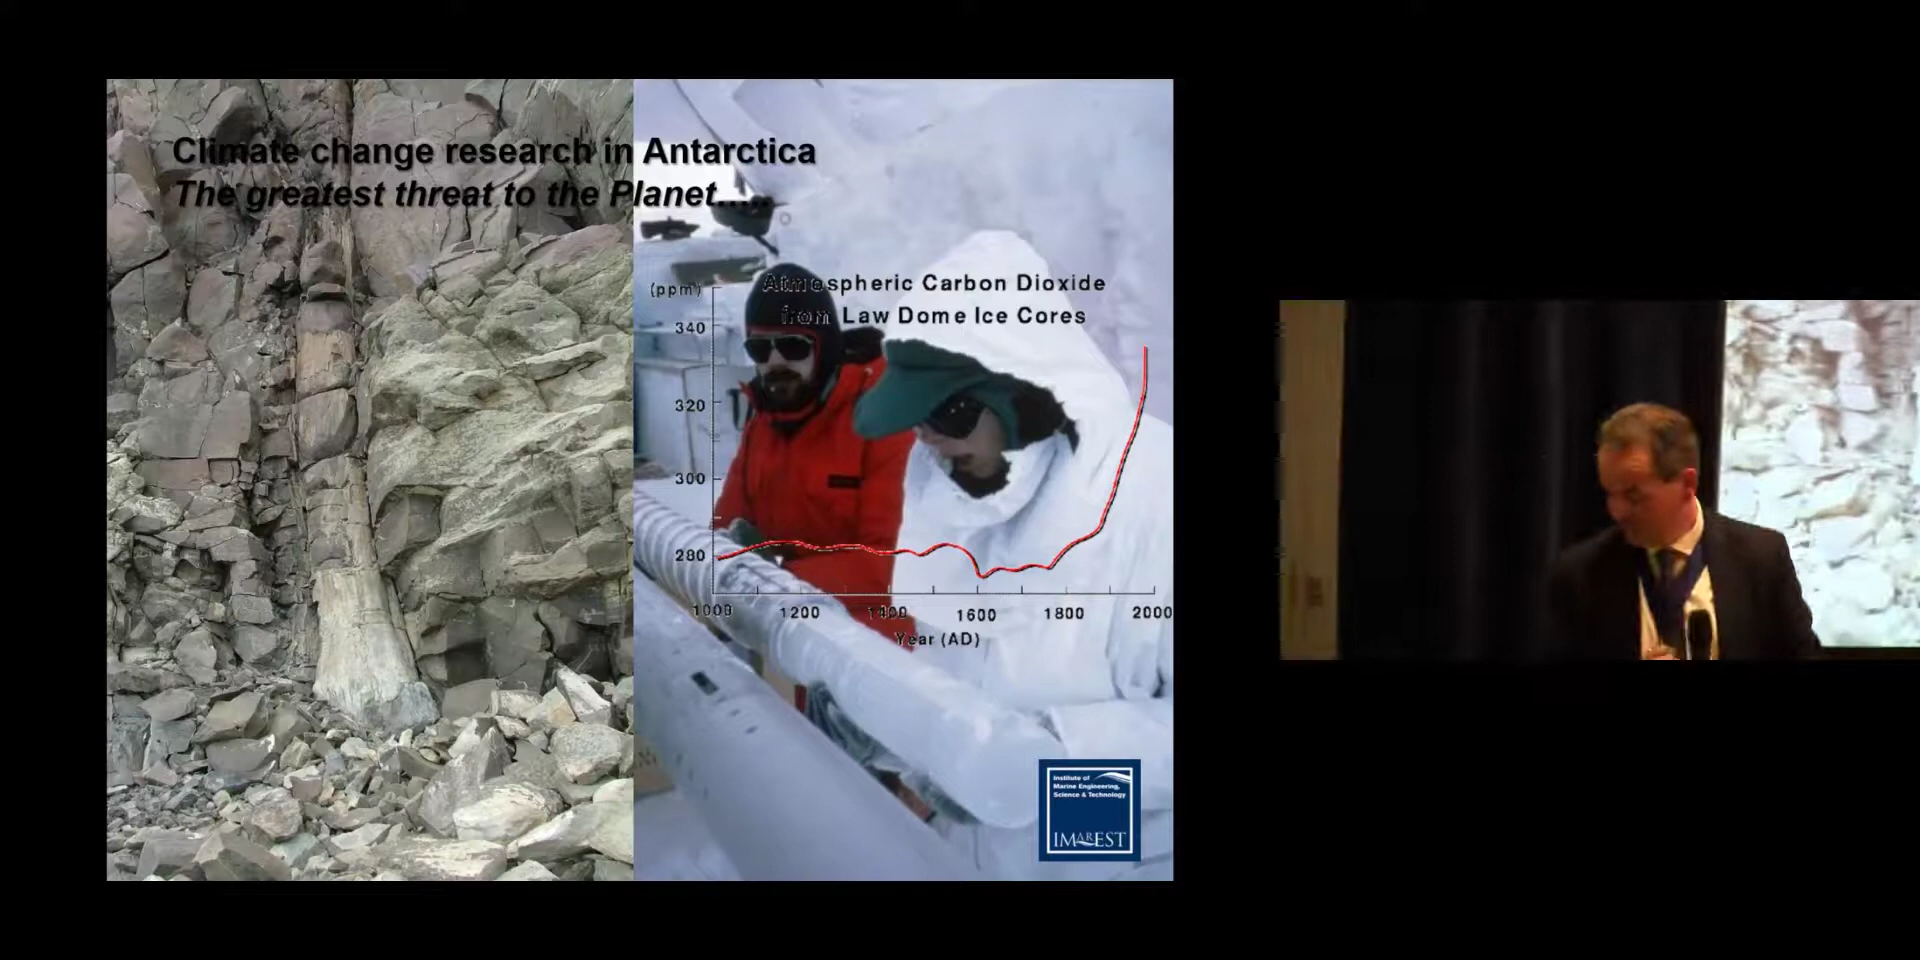 Climate change research in Antarctica
The greatest threat to the Planet.....
Atmospheric Carbon Dioxide
from Law Dome Ice Cores
(ppm)
340
320
300
280
1000 1200 1400 1600 1800 2000
Year (AD)
Institute of
Marine Engineering,
Science & Technology
IMarEST